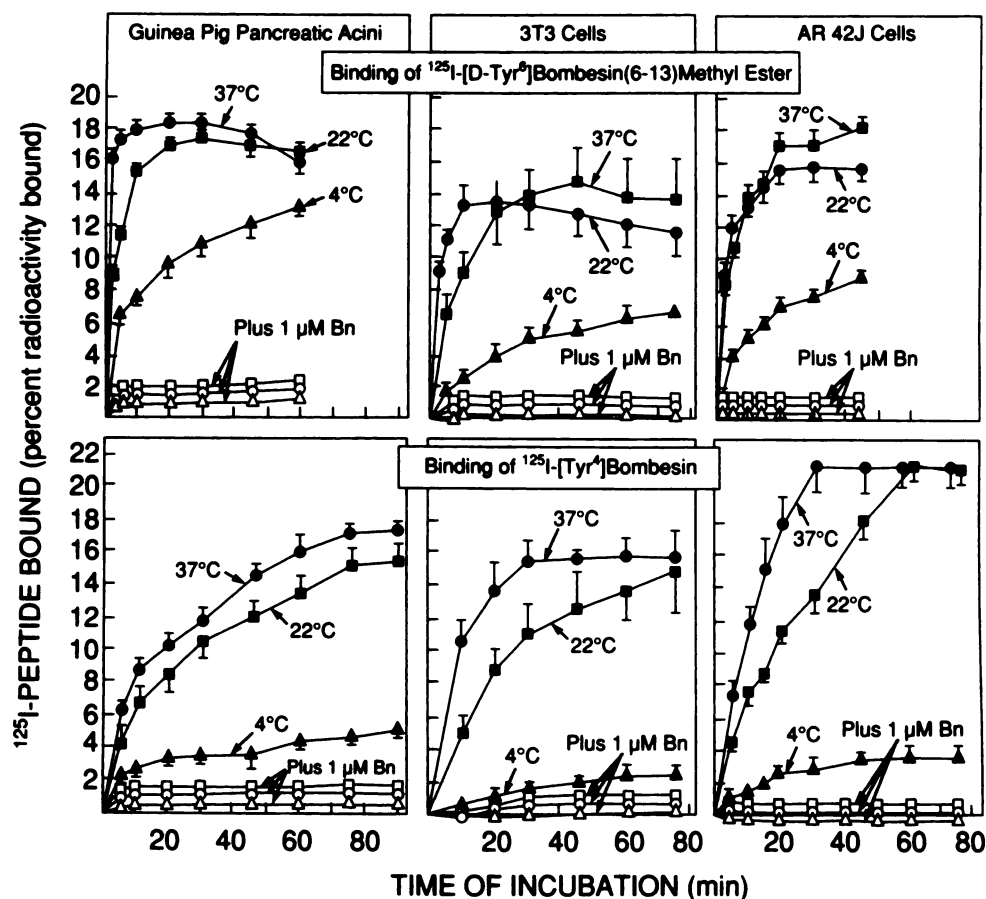 Guinea Pig Pancreatic Acini
3T3 Cells
AR 42J Cells
Binding of ¹²⁵I-[D-Tyr⁶]Bombesin(6-13)Methyl Ester
20
18
16
14
12
10
8
6
4
2
37°C
22°C
4°C
Plus 1 µM Bn
37°C
22°C
4°C
Plus 1 µM Bn
37°C
22°C
4°C
Plus 1 µM Bn
Binding of ¹²⁵I-[Tyr⁴]Bombesin
22
20
18
16
14
12
10
8
6
4
2
37°C
22°C
4°C
Plus 1 µM Bn
37°C
22°C
4°C
Plus 1 µM Bn
37°C
22°C
4°C
Plus 1 µM Bn
20 40 60 80
20 40 60 80
20 40 60 80
TIME OF INCUBATION (min)
¹²⁵I-PEPTIDE BOUND (percent radioactivity bound)